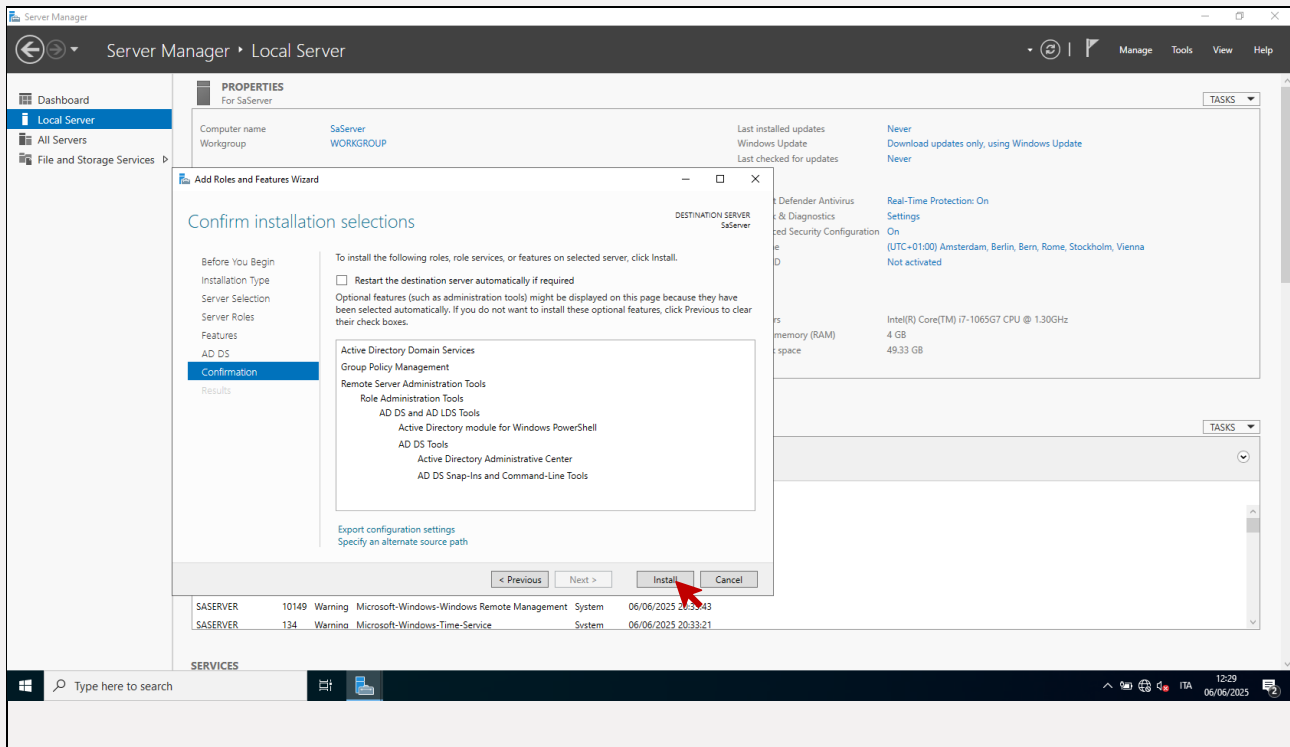 Server Manager
Server Manager • Local Server
Manage Tools View Help
Dashboard
Local Server
All Servers
File and Storage Services
PROPERTIES
For SaServer
TASKS
Computer name SaServer
Workgroup WORKGROUP
Last installed updates Never
Windows Update Download updates only, using Windows Update
Last checked for updates Never
Defender Antivirus Real-Time Protection: On
& Diagnostics Settings
Security Configuration On
(UTC+01:00) Amsterdam, Berlin, Bern, Rome, Stockholm, Vienna
Not activated
Intel(R) Core(TM) i7-1065G7 CPU @ 1.30GHz
memory (RAM) 4 GB
space 49.33 GB
TASKS
Add Roles and Features Wizard
Confirm installation selections
DESTINATION SERVER
SaServer
Before You Begin
Installation Type
Server Selection
Server Roles
Features
AD DS
Confirmation
Results
To install the following roles, role services, or features on selected server, click Install.
Restart the destination server automatically if required
Optional features (such as administration tools) might be displayed on this page because they have
been selected automatically. If you do not want to install these optional features, click Previous to clear
their check boxes.
Active Directory Domain Services
Group Policy Management
Remote Server Administration Tools
Role Administration Tools
AD DS and AD LDS Tools
Active Directory module for Windows PowerShell
AD DS Tools
Active Directory Administrative Center
AD DS Snap-Ins and Command-Line Tools
Export configuration settings
Specify an alternate source path
< Previous Next > Install Cancel
SASERVER 10149 Warning Microsoft-Windows-Windows Remote Management System 06/06/2025
SASERVER 134 Warning Microsoft-Windows-Time-Service System 06/06/2025 20:33:21
SERVICES
Type here to search
ITA
12:29
06/06/2025
2